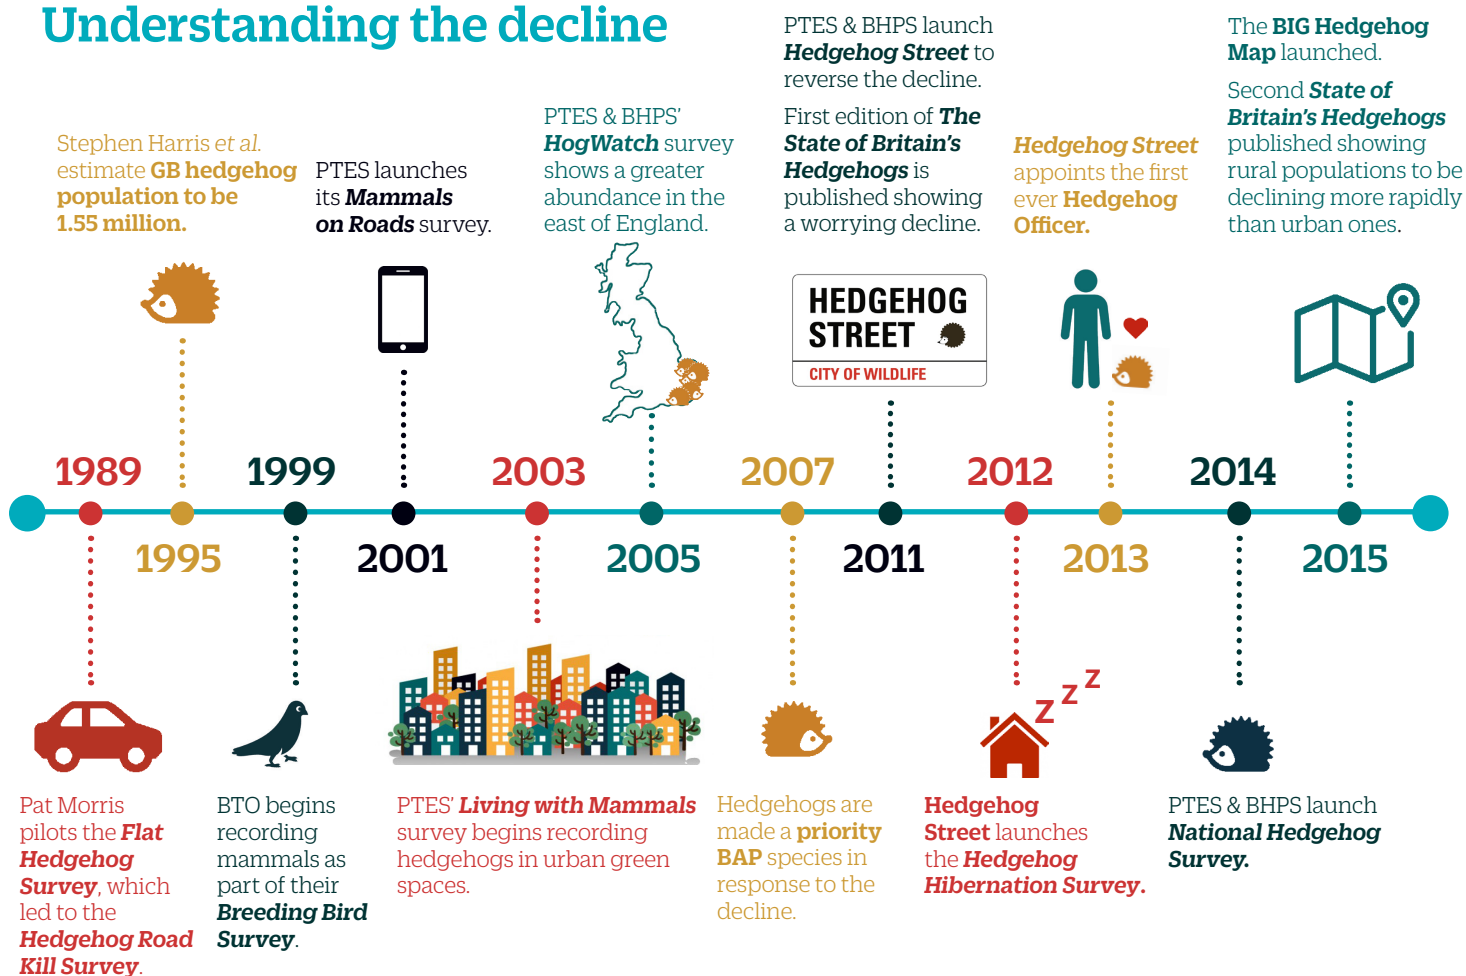 Understanding the decline
Stephen Harris et al.
estimate GB hedgehog
population to be
1.55 million.
PTES launches
its Mammals
on Roads survey.
PTES & BHPS’
HogWatch survey
shows a greater
abundance in the
east of England.
PTES & BHPS launch
Hedgehog Street to
reverse the decline.
First edition of The
State of Britain’s
Hedgehogs is
published showing
a worrying decline.
Hedgehog Street
appoints the first
ever Hedgehog
Officer.
The BIG Hedgehog
Map launched.
Second State of
Britain’s Hedgehogs
published showing
rural populations to be
declining more rapidly
than urban ones.
HEDGEHOG
STREET
CITY OF WILDLIFE
1989
1995
1999
2001
2003
2005
2007
2011
2012
2013
2014
2015
Z Z Z
Pat Morris
pilots the Flat
Hedgehog
Survey, which
led to the
Hedgehog Road
Kill Survey.
BTO begins
recording
mammals as
part of their
Breeding Bird
Survey.
PTES’ Living with Mammals
survey begins recording
hedgehogs in urban green
spaces.
Hedgehogs are
made a priority
BAP species in
response to the
decline.
Hedgehog
Street launches
the Hedgehog
Hibernation Survey.
PTES & BHPS launch
National Hedgehog
Survey.